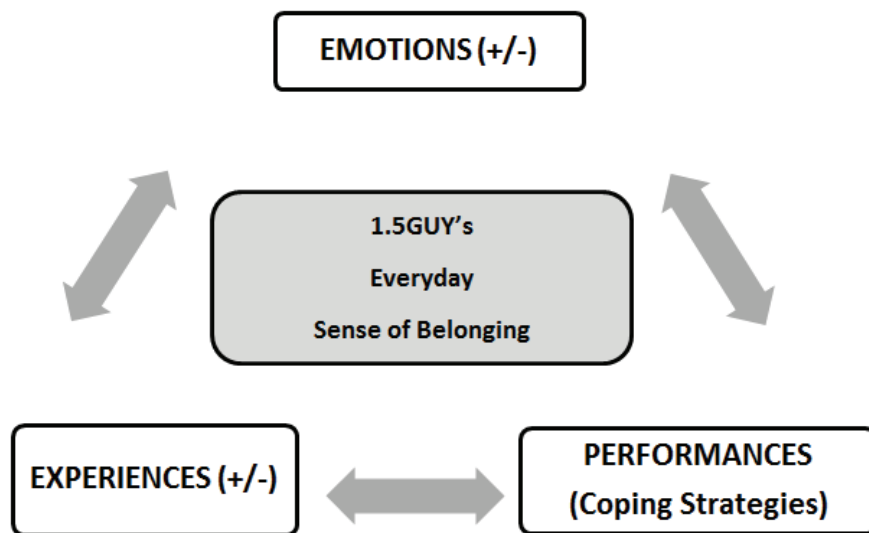 EMOTIONS (+/-)
1.5GUY's
Everyday
Sense of Belonging
EXPERIENCES (+/-)
PERFORMANCES
(Coping Strategies)